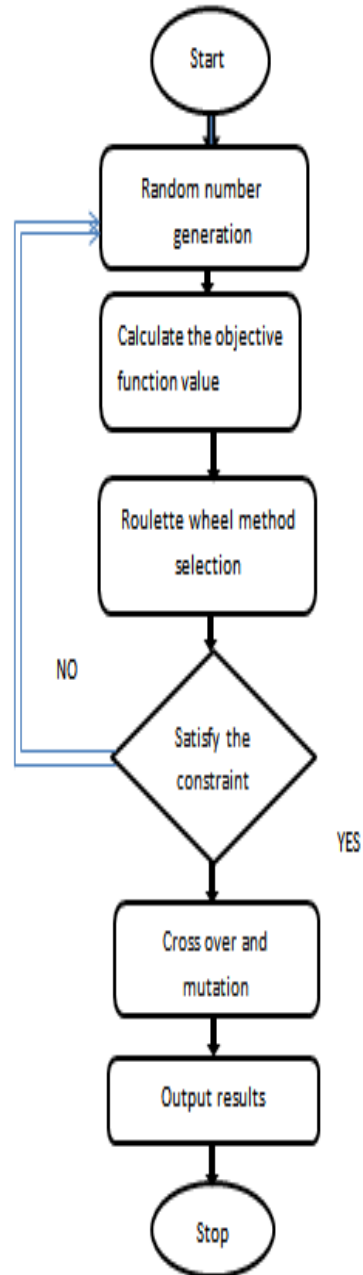 Start
Random number
generation
Calculate the objective
function value
Roulette wheel method
selection
NO
Satisfy the
constraint
YES
Cross over and
mutation
Output results
Stop